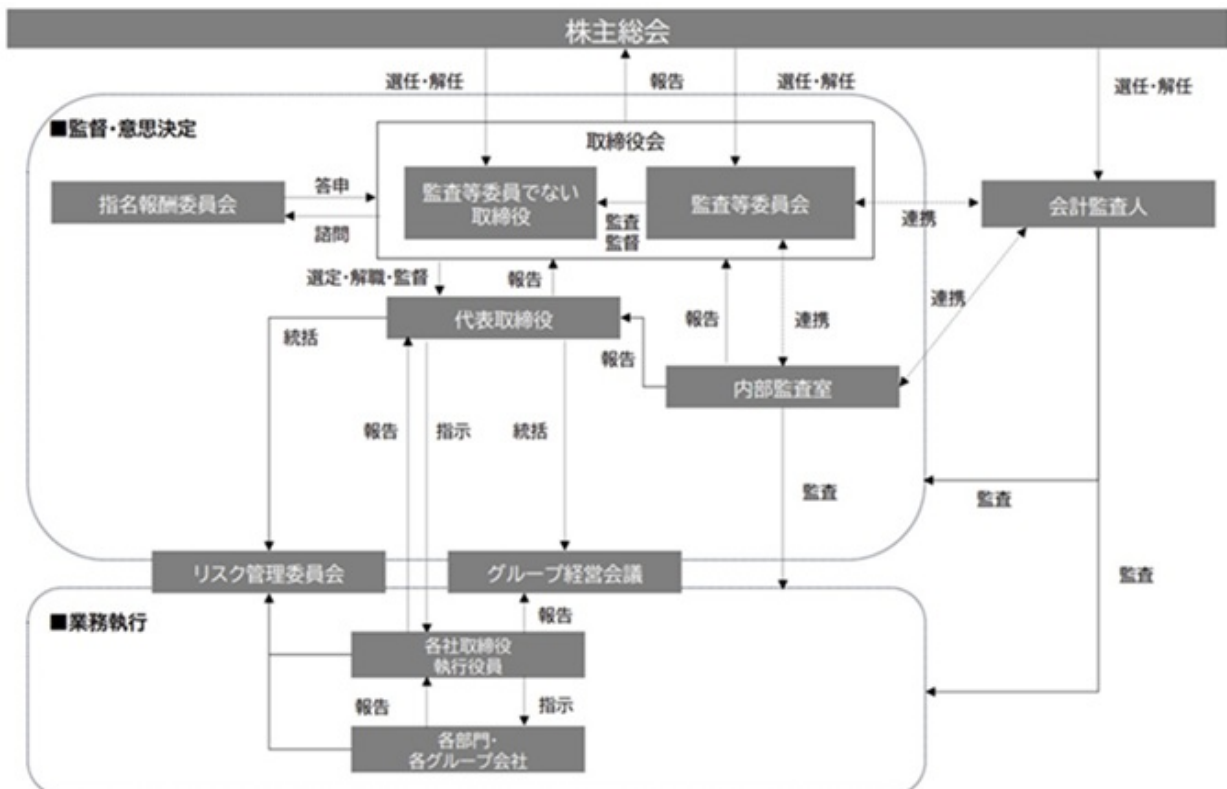 株主総会
選任・解任
報告
選任・解任
選任・解任
■監督・意思決定
取締役会
指名報酬委員会
答申
諮問
監査等委員でない
取締役
監査
監督
監査等委員会
連携
会計監査人
選定・解職・監督
報告
代表取締役
統括
報告
報告
連携
連携
内部監査室
報告
指示
統括
監査
監査
監査
リスク管理委員会
グループ経営会議
■業務執行
報告
各社取締役
執行役員
報告
指示
各部門・
各グループ会社